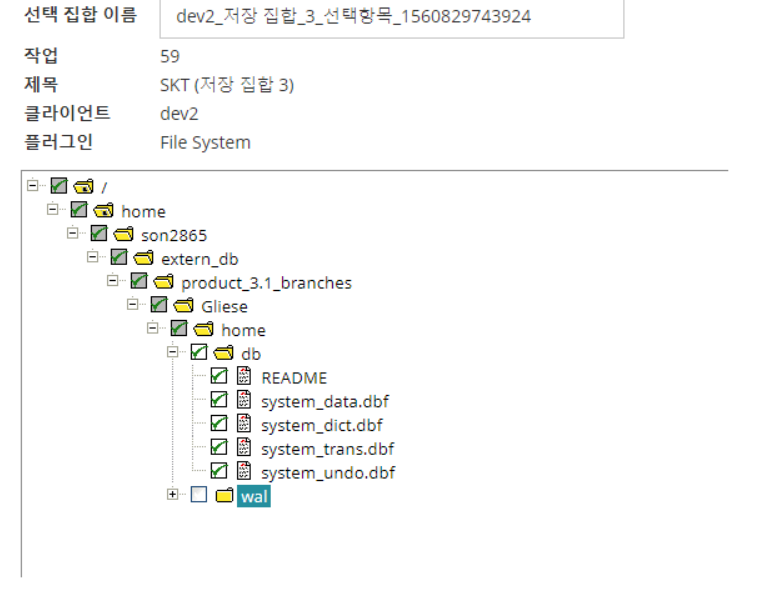 선택 집합 이름 dev2_저장 집합_3_선택항목_1560829743924
작업 59
제목 SKT (저장 집합 3)
클라이언트 dev2
플러그인 File System
/
home
son2865
extern_db
product_3.1_branches
Gliese
home
db
README
system_data.dbf
system_dict.dbf
system_trans.dbf
system_undo.dbf
wal